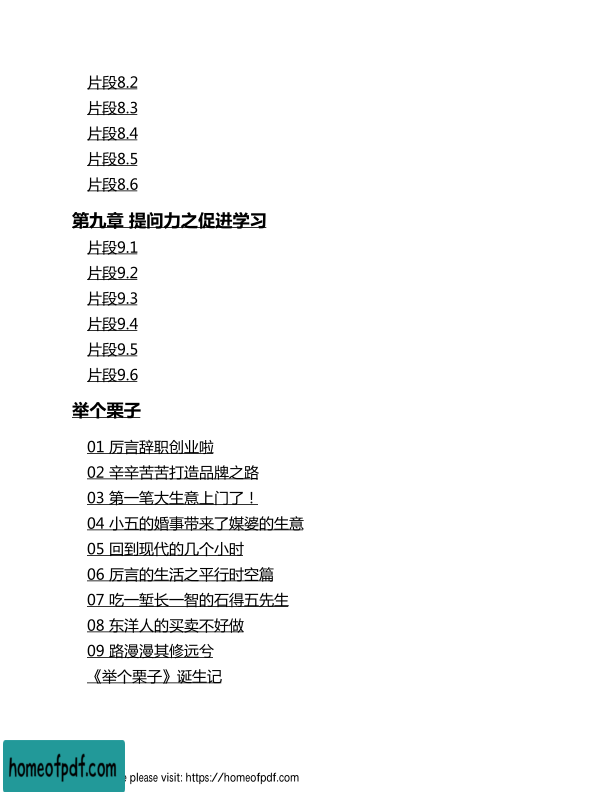 片段8.2
片段8.3
片段8.4
片段8.5
片段8.6
第九章 提问力之促进学习
片段9.1
片段9.2
片段9.3
片段9.4
片段9.5
片段9.6
举个栗子
01 厉言辞职创业啦
02 辛辛苦苦打造品牌之路
03 第一笔大生意上门了！
04 小五的婚事带来了媒婆的生意
05 回到现代的几个小时
06 厉言的生活之平行时空篇
07 吃一堑长一智的石得五先生
08 东洋人的买卖不好做
09 路漫漫其修远兮
《举个栗子》诞生记
homeofpdf.com
e please visit: https://homeofpdf.com